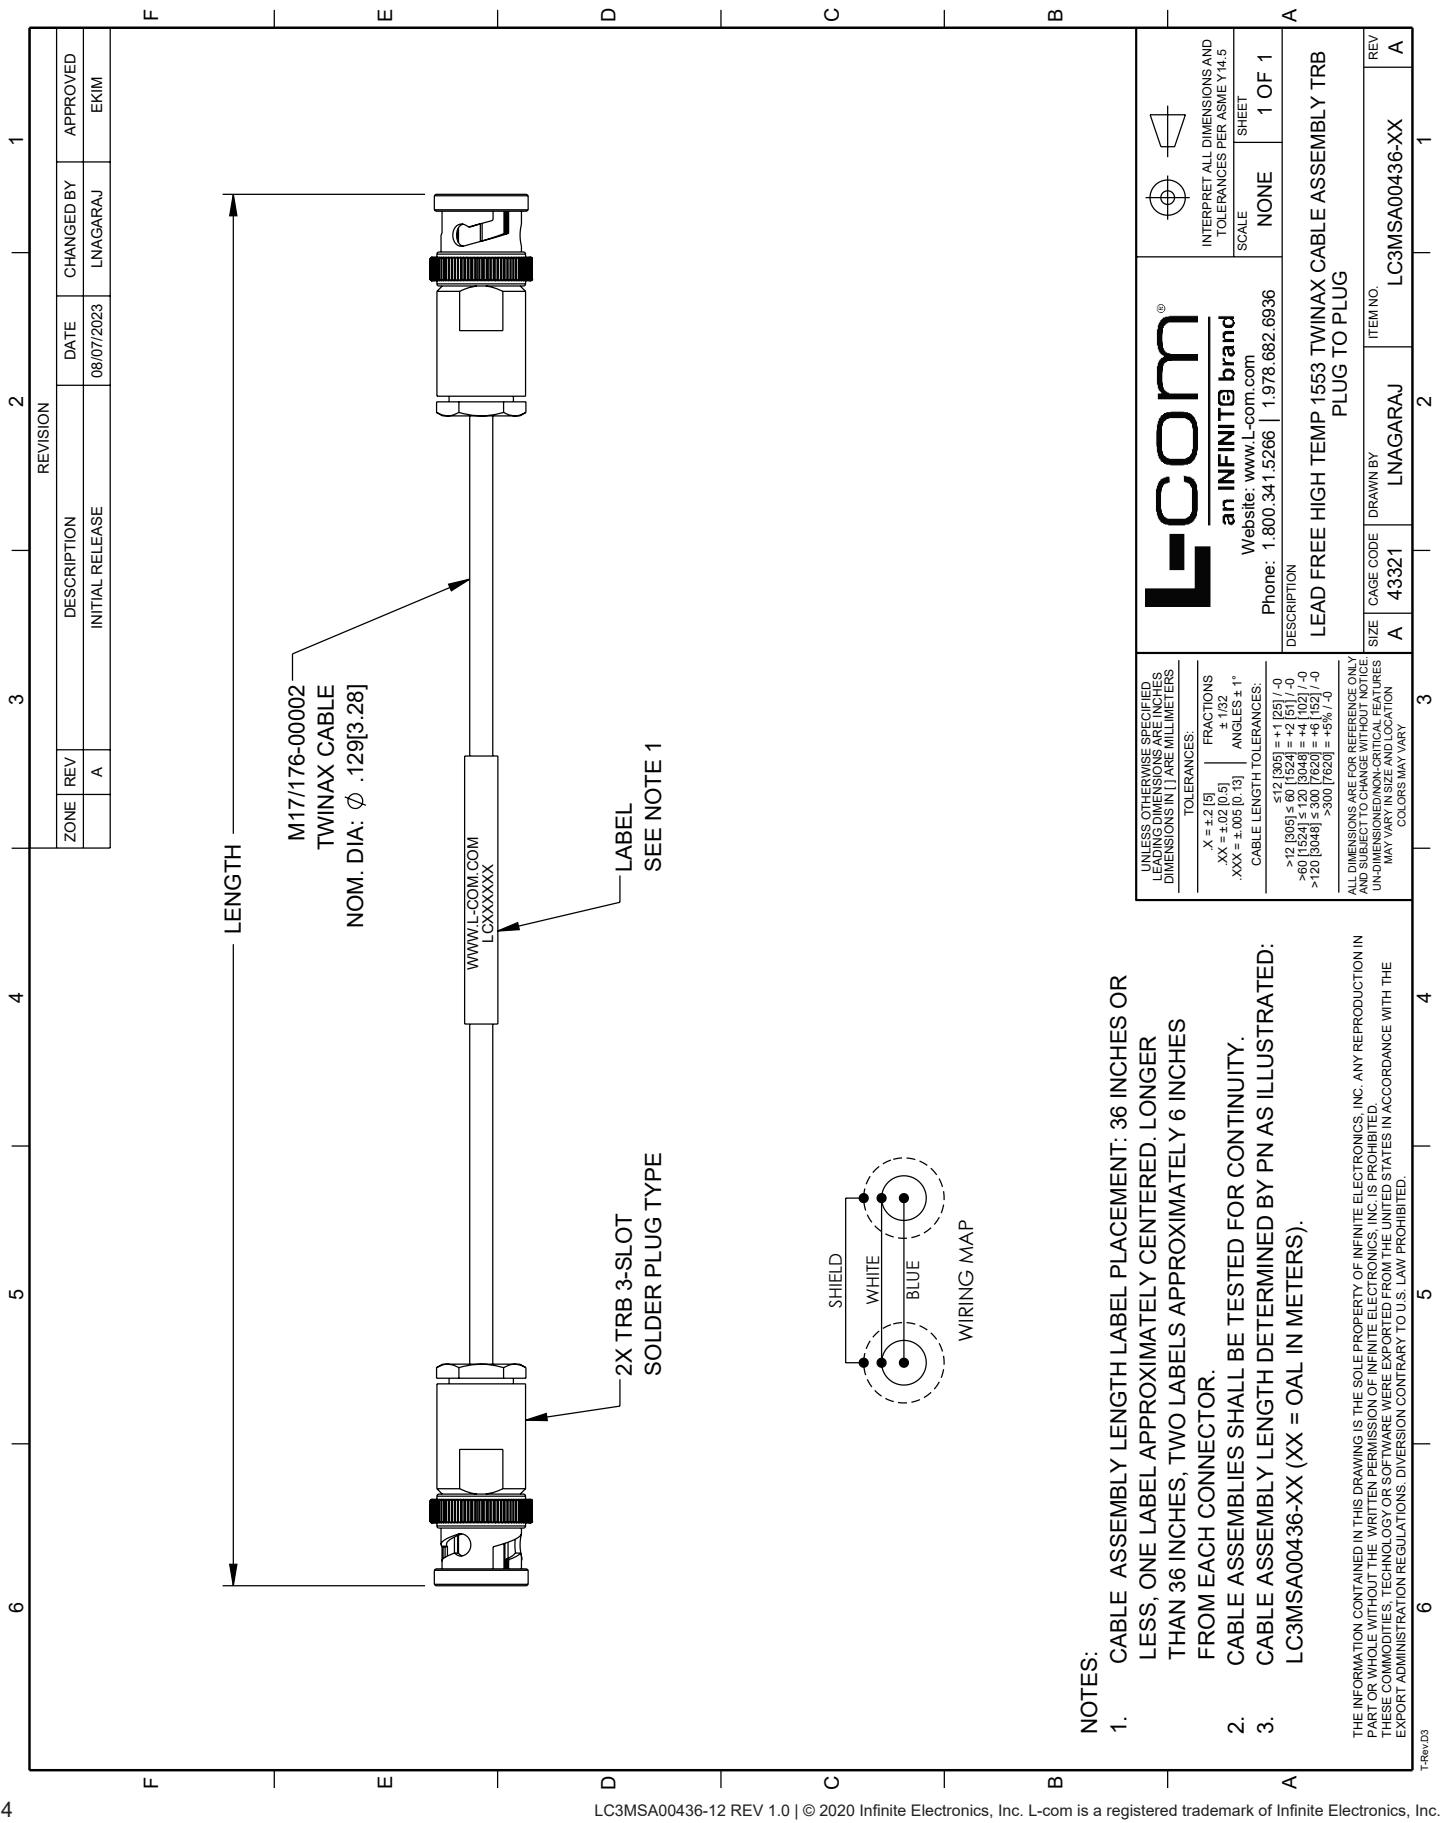 REVISION
ZONE REV DESCRIPTION DATE CHANGED BY APPROVED
A INITIAL RELEASE 08/07/2023 LNAGARAJ EKIM
6 5 4 3 2 1
F
E
D
C
B
A
LENGTH
M17/176-00002
TWINAX CABLE
NOM. DIA: ⌀ .129[3.28]
WWW.L-COM.COM
LCXXXXXX
2X TRB 3-SLOT
SOLDER PLUG TYPE
LABEL
SEE NOTE 1
SHIELD
WHITE
BLUE
WIRING MAP
NOTES:
1. CABLE ASSEMBLY LENGTH LABEL PLACEMENT: 36 INCHES OR
LESS, ONE LABEL APPROXIMATELY CENTERED. LONGER
THAN 36 INCHES, TWO LABELS APPROXIMATELY 6 INCHES
FROM EACH CONNECTOR.
2. CABLE ASSEMBLIES SHALL BE TESTED FOR CONTINUITY.
3. CABLE ASSEMBLY LENGTH DETERMINED BY PN AS ILLUSTRATED:
LC3MSA00436-XX (XX = OAL IN METERS).
THE INFORMATION CONTAINED IN THIS DRAWING IS THE SOLE PROPERTY OF INFINITE ELECTRONICS, INC. ANY REPRODUCTION IN
PART OR WHOLE WITHOUT THE WRITTEN PERMISSION OF INFINITE ELECTRONICS, INC. IS PROHIBITED.
THESE COMMODITIES, TECHNOLOGY OR SOFTWARE WERE EXPORTED FROM THE UNITED STATES IN ACCORDANCE WITH THE
EXPORT ADMINISTRATION REGULATIONS. DIVERSION CONTRARY TO U.S. LAW PROHIBITED.
UNLESS OTHERWISE SPECIFIED
LEADING DIMENSIONS ARE INCHES
DIMENSIONS IN [ ] ARE MILLIMETERS
TOLERANCES:
.X = ±.2 [5]
.XX = ±.02 [0.5]
.XXX = ±.005 [0.13]
FRACTIONS
± 1/32
ANGLES ± 1°
CABLE LENGTH TOLERANCES:
≤12 [305] = +1 [25] / -0
>12 [305] ≤ 60 [1524] = +2 [51] / -0
>60 [1524] ≤ 120 [3048] = +4 [102] / -0
>120 [3048] ≤ 300 [7620] = +6 [152] / -0
>300 [7620] = +5% / -0
ALL DIMENSIONS ARE FOR REFERENCE ONLY
AND SUBJECT TO CHANGE WITHOUT NOTICE.
UN-DIMENSIONED/NON-CRITICAL FEATURES
MAY VARY IN SIZE AND LOCATION
COLORS MAY VARY
L-com®
an INFINIT@ brand
Website: www.L-com.com
Phone: 1.800.341.5266 | 1.978.682.6936
INTERPRET ALL DIMENSIONS AND
TOLERANCES PER ASME Y14.5
SCALE
NONE
SHEET
1 OF 1
DESCRIPTION
LEAD FREE HIGH TEMP 1553 TWINAX CABLE ASSEMBLY TRB
PLUG TO PLUG
SIZE
A
CAGE CODE
43321
DRAWN BY
LNAGARAJ
ITEM NO.
LC3MSA00436-XX
REV
A
F
E
D
C
B
A
6 5 4 3 2 1
T-Rev.D3
4
LC3MSA00436-12 REV 1.0 | © 2020 Infinite Electronics, Inc. L-com is a registered trademark of Infinite Electronics, Inc.